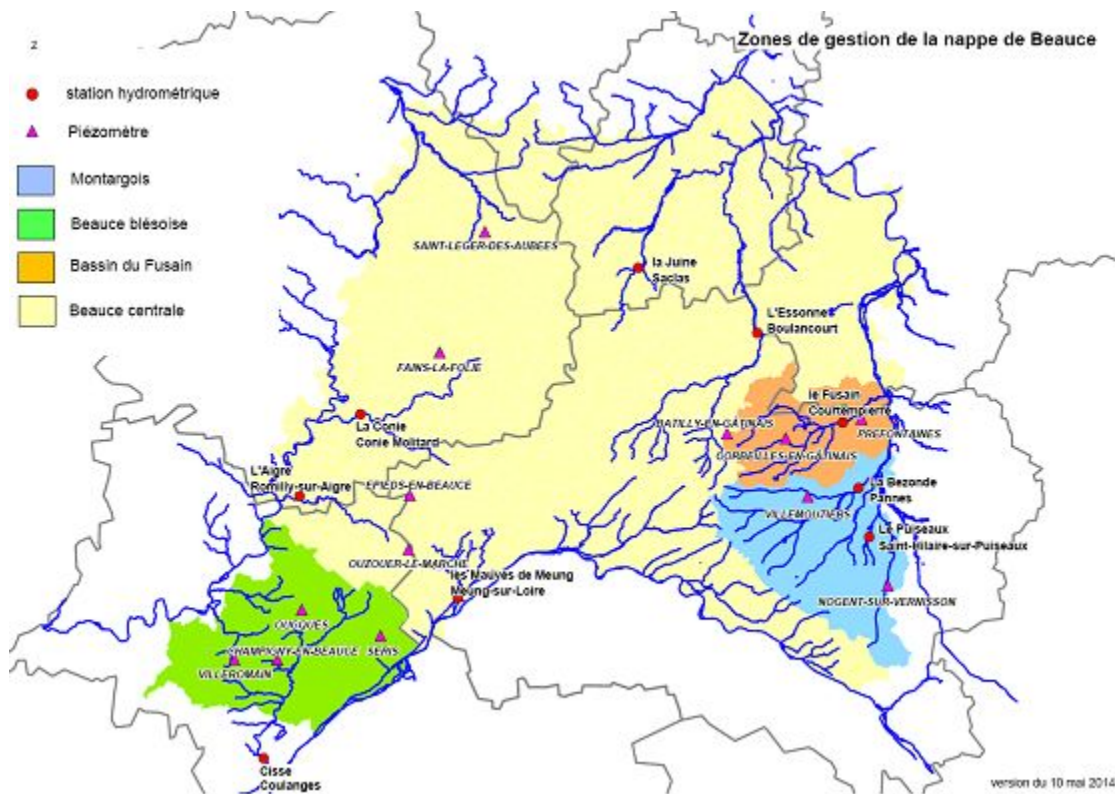 Zones de gestion de la nappe de Beauce
z
station hydrométrique
Piézomètre
Montargois
Beauce blésoise
Bassin du Fusain
Beauce centrale
SAINT-LEGER-DES-AUBEES
la Juine
Saclas
L'Essonne
Boulancourt
FAINS-LA-FOLIE
le Fusain
Courtempierre
La Conie
Conie Molitard
BATILLY-EN-GATINAIS
PREFONTAINES
CORBEILLES-EN-GATINAIS
L'Aigre
Romilly-sur-Aigre
EPIEDS-EN-BEAUCE
La Bezonde
Pannes
VILLEMOUTIERS
Le Puiseaux
Saint-Hilaire-sur-Puiseaux
OUZOUER-LE-MARCHE
les Mauves de Meung
Meung-sur-Loire
NOGENT-SUR-VERNISSON
OUCQUES
CHAMPIGNY-EN-BEAUCE
SERIS
VILLEROMAIN
Cisse
Coulanges
version du 10 mai 2014